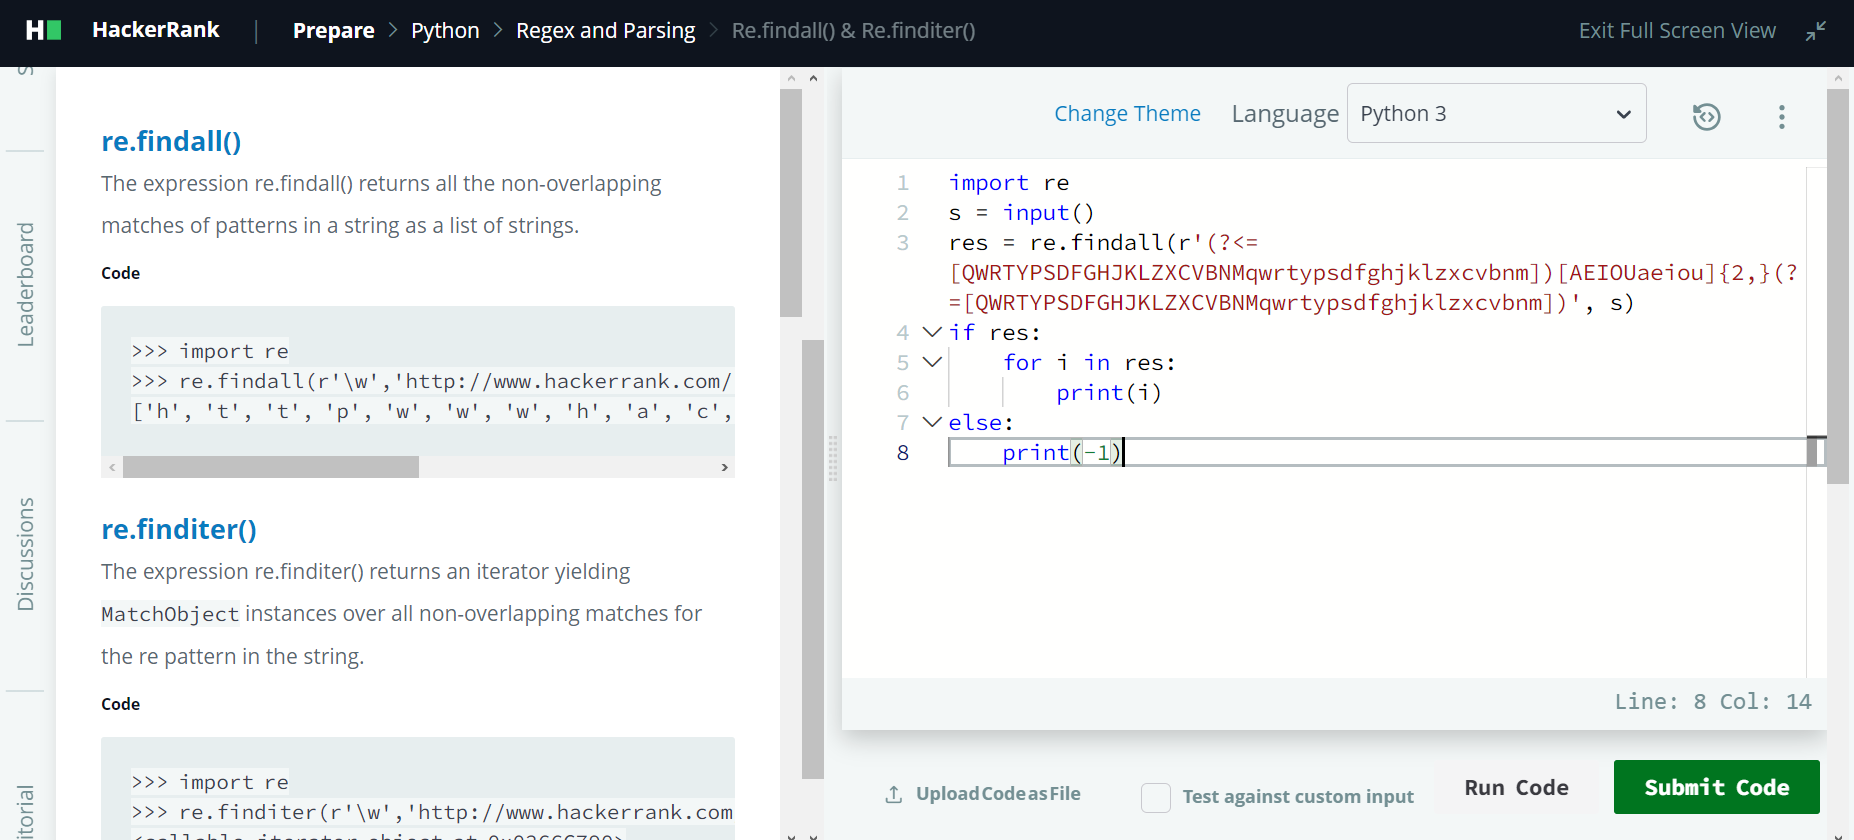 HackerRank | Prepare > Python > Regex and Parsing > Re.findall() & Re.finditer()
Exit Full Screen View
Leaderboard
Discussions
itorial
re.findall()
The expression re.findall() returns all the non-overlapping
matches of patterns in a string as a list of strings.
Code
>>> import re
>>> re.findall(r'\w','http://www.hackerrank.com/
['h', 't', 't', 'p', 'w', 'w', 'w', 'h', 'a', 'c',
re.finditer()
The expression re.finditer() returns an iterator yielding
MatchObject instances over all non-overlapping matches for
the re pattern in the string.
Code
>>> import re
>>> re.finditer(r'\w','http://www.hackerrank.com
Change Theme Language Python 3
1 import re
2 s = input()
3 res = re.findall(r'(?<=
[QWRTYPSDFGHJKLZXCVBNMqwrtypsdfghjklzxcvbnm])[AEIOUaeiou]{2,}(?
=[QWRTYPSDFGHJKLZXCVBNMqwrtypsdfghjklzxcvbnm])', s)
4 if res:
5 for i in res:
6 print(i)
7 else:
8 print(-1)
Line: 8 Col: 14
Upload Code as File
Test against custom input
Run Code
Submit Code